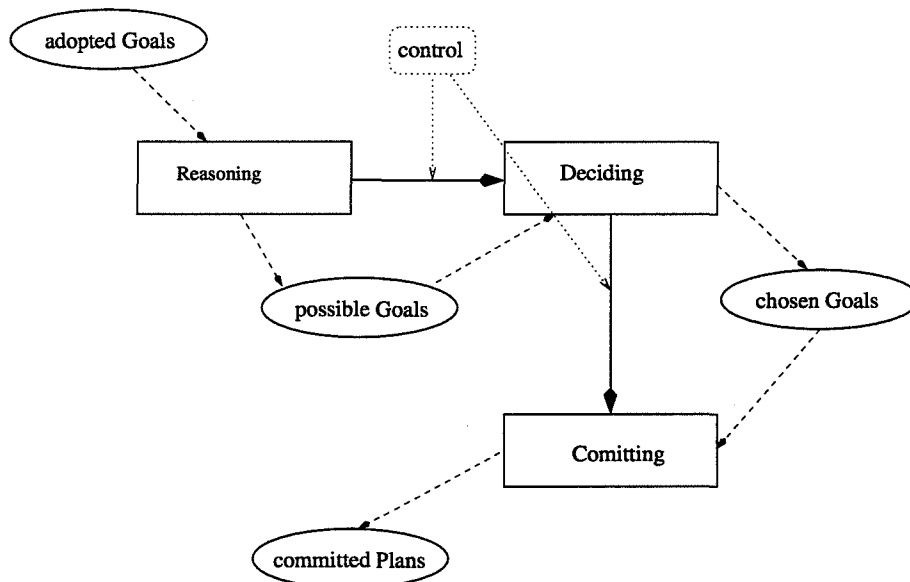 adopted Goals
control
Reasoning
Deciding
possible Goals
chosen Goals
Comitting
committed Plans